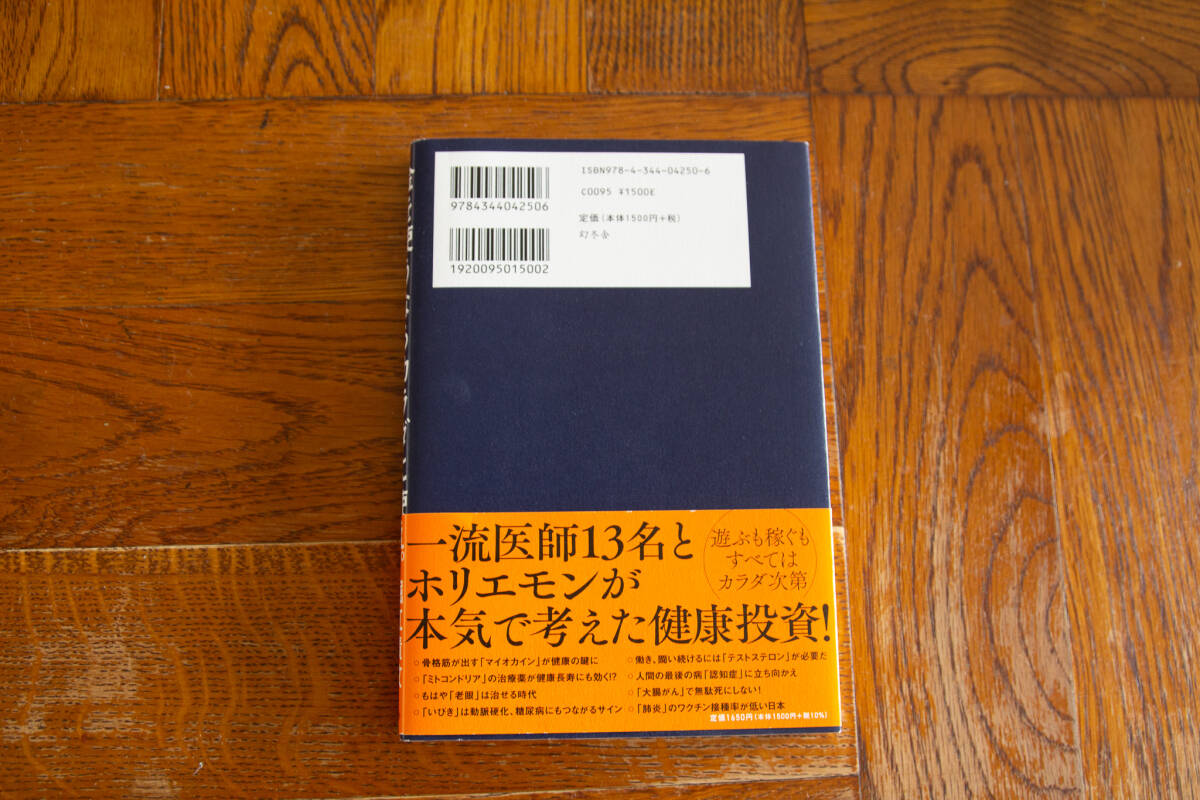 ISBN978-4-344-04250-6
C0095 ¥1500E
定価(本体1500円+税)
幻冬舎
9784344042506
1920095015002
一流医師13名と
ホリエモンが
本気で考えた健康投資!
遊ぶも稼ぐも
すべては
カラダ次第
○骨格筋が出す「マイオカイン」が健康の鍵に
○「ミトコンドリア」の治療薬が健康長寿にも効く!?
○もはや「老眼」は治せる時代
○「いびき」は動脈硬化、糖尿病にもつながるサイン
○働き、闘い続けるには「テストステロン」が必要だ
○人間の最後の病「認知症」に立ち向かえ
○「大腸がん」で無駄死にしない!
○「肺炎」のワクチン接種率が低い日本
定価1650円(本体1500円+税10%)